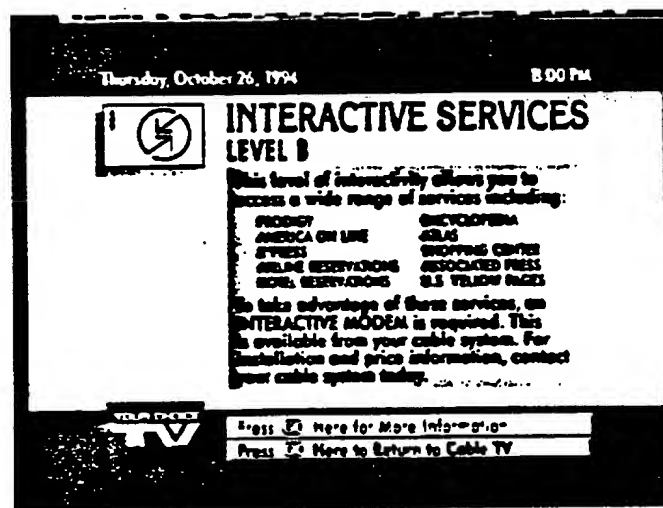 Thursday, October 26, 1994 8:00 PM
INTERACTIVE SERVICES
LEVEL B
This level of interactivity allows you to
access a wide range of services including:
PRODIGY ENCYCLOPEDIA
AMERICA ON LINE ATLAS
X*PRESS SHOPPING CENTER
AIRLINE RESERVATIONS ASSOCIATED PRESS
HOTEL RESERVATIONS U.S. YELLOW PAGES
To take advantage of these services, an
INTERACTIVE MODEM is required. This
is available from your cable system. For
installation and price information, contact
your cable system today.
TV
Press Here for More Information
Press Here to Return to Cable TV